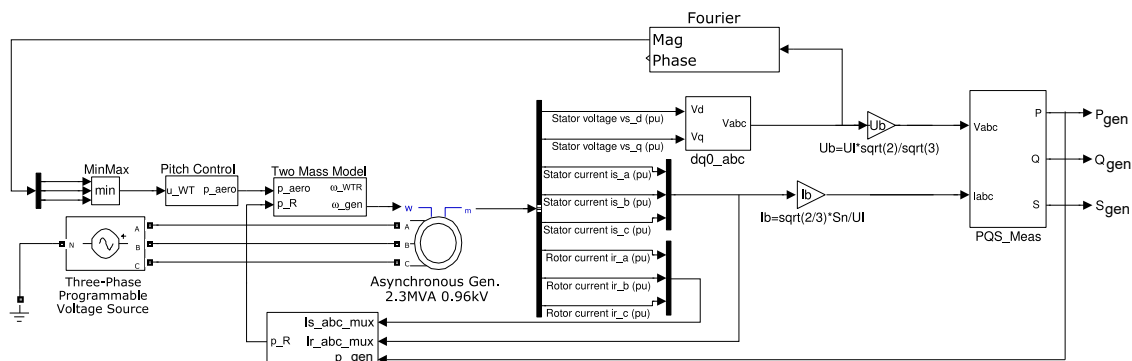 Fourier
Mag
Phase
Stator voltage vs_d (pu)
Vd
Vabc
Stator voltage vs_q (pu)
Vq
dq0_abc
Ub
Ub=Ul*sqrt(2)/sqrt(3)
Vabc
Iabc
P
Q
S
PQS_Meas
Pgen
Qgen
Sgen
MinMax
min
Pitch Control
u_WT
p_aero
Two Mass Model
p_aero
p_R
ω_WTR
ω_gen
W
m
Stator current is_a (pu)
Stator current is_b (pu)
Stator current is_c (pu)
Ib
Ib=sqrt(2/3)*Sn/Ul
N
+
A
B
C
Three-Phase
Programmable
Voltage Source
A
B
C
Asynchronous Gen.
2.3MVA 0.96kV
Rotor current ir_a (pu)
Rotor current ir_b (pu)
Rotor current ir_c (pu)
p_R
Is_abc_mux
Ir_abc_mux
p_gen